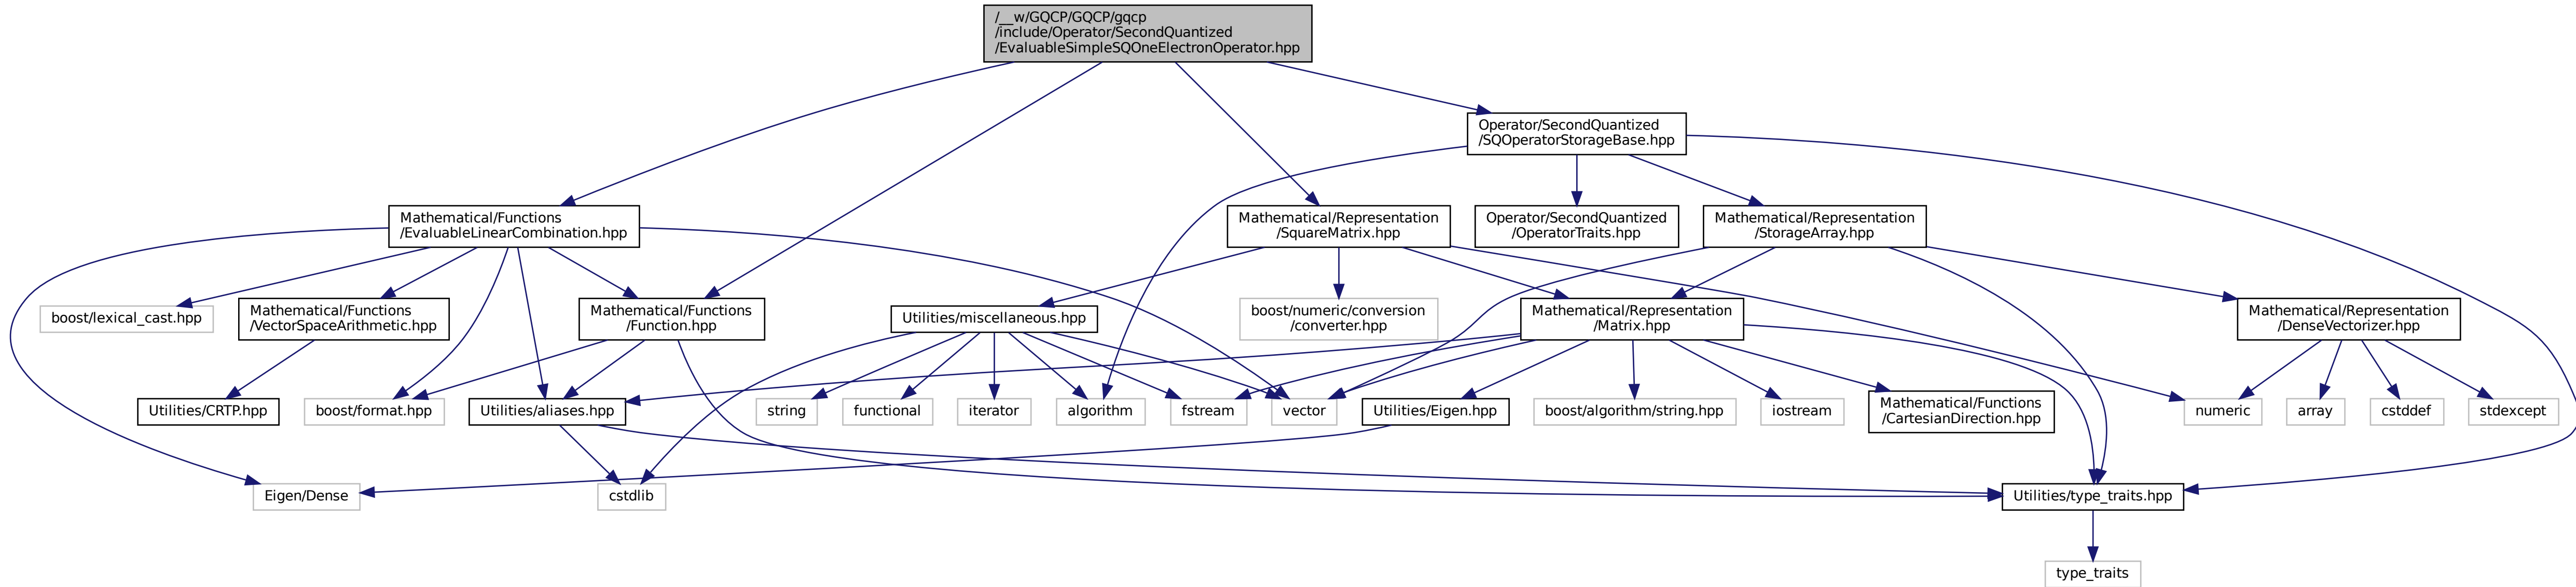 /__w/GQCP/GQCP/gqcp
/include/Operator/SecondQuantized
/EvaluableSimpleSQOneElectronOperator.hpp
Operator/SecondQuantized
/SQOperatorStorageBase.hpp
Mathematical/Functions
/EvaluableLinearCombination.hpp
Mathematical/Representation
/SquareMatrix.hpp
Operator/SecondQuantized
/OperatorTraits.hpp
Mathematical/Representation
/StorageArray.hpp
boost/lexical_cast.hpp
Mathematical/Functions
/VectorSpaceArithmetic.hpp
Mathematical/Functions
/Function.hpp
Utilities/miscellaneous.hpp
boost/numeric/conversion
/converter.hpp
Mathematical/Representation
/Matrix.hpp
Mathematical/Representation
/DenseVectorizer.hpp
Utilities/CRTP.hpp
boost/format.hpp
Utilities/aliases.hpp
string
functional
iterator
algorithm
fstream
vector
Utilities/Eigen.hpp
boost/algorithm/string.hpp
iostream
Mathematical/Functions
/CartesianDirection.hpp
numeric
array
cstddef
stdexcept
Eigen/Dense
cstdlib
Utilities/type_traits.hpp
type_traits